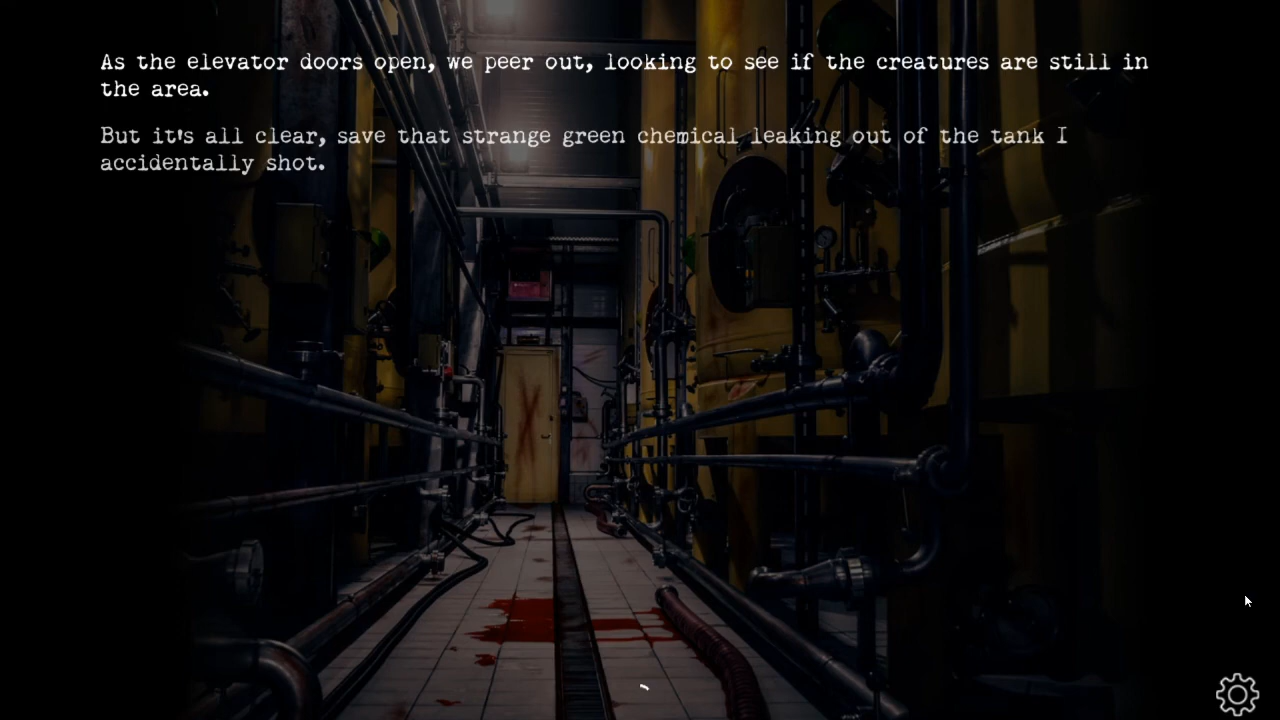 As the elevator doors open, we peer out, looking to see if the creatures are still in
the area.
But it's all clear, save that strange green chemical leaking out of the tank I
accidentally shot.